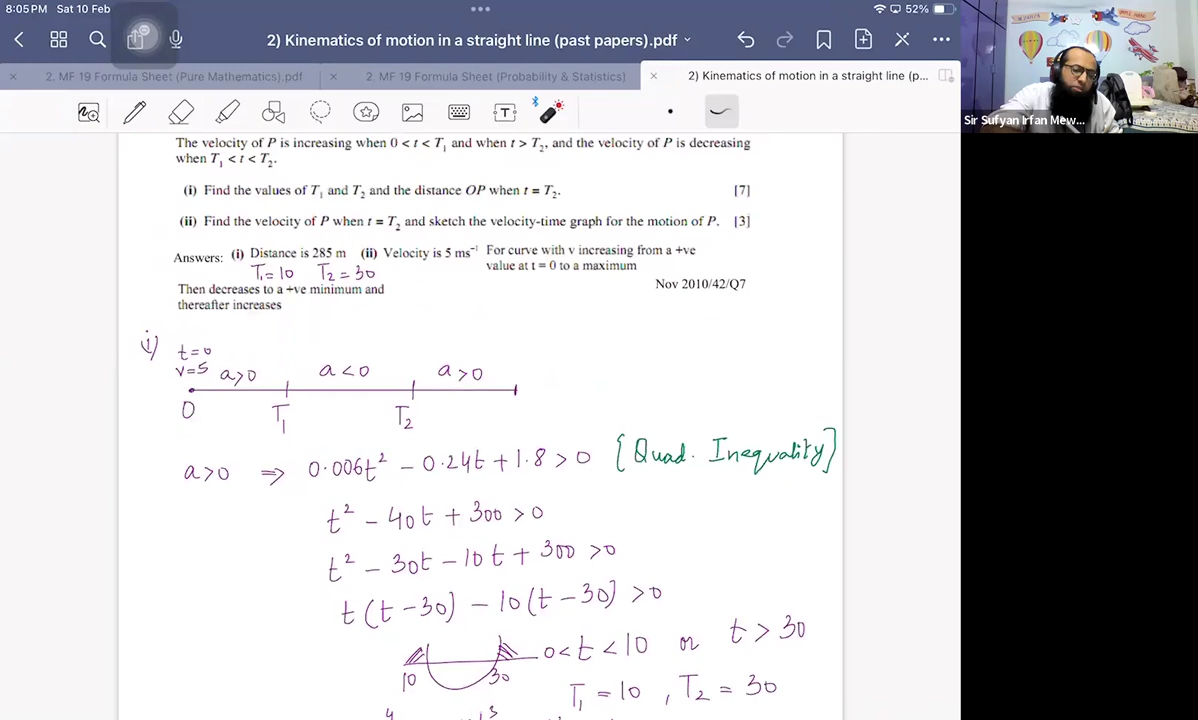 8:05PM Sat 10 Feb
52%
2) Kinematics of motion in a straight line (past papers).pdf
2. MF 19 Formula Sheet (Pure Mathematics).pdf
2. MF 19 Formula Sheet (Probability & Statistics)
2) Kinematics of motion in a straight line (p...
Sir Sufyan Irfan Mew...
The velocity of P is increasing when 0 < t < T₁ and when t > T₂, and the velocity of P is decreasing
when T₁ < t < T₂.
(i) Find the values of T₁ and T₂ and the distance OP when t = T₂. [7]
(ii) Find the velocity of P when t = T₂ and sketch the velocity-time graph for the motion of P. [3]
Answers: (i) Distance is 285 m (ii) Velocity is 5 ms⁻¹ For curve with v increasing from a +ve
value at t = 0 to a maximum
T₁ = 10 T₂ = 30
Then decreases to a +ve minimum and
thereafter increases
Nov 2010/42/Q7
i)
t=0
v=5 a>0 a<0 a>0
O T₁ T₂
a>0 ⇒ 0.006t² - 0.24t + 1.8 > 0 [Quad. Inequality]
t² - 40t + 300 > 0
t² - 30t - 10t + 300 > 0
t(t-30) - 10(t-30) > 0
0<t<10 or t > 30
10 30
T₁ = 10 , T₂ = 30